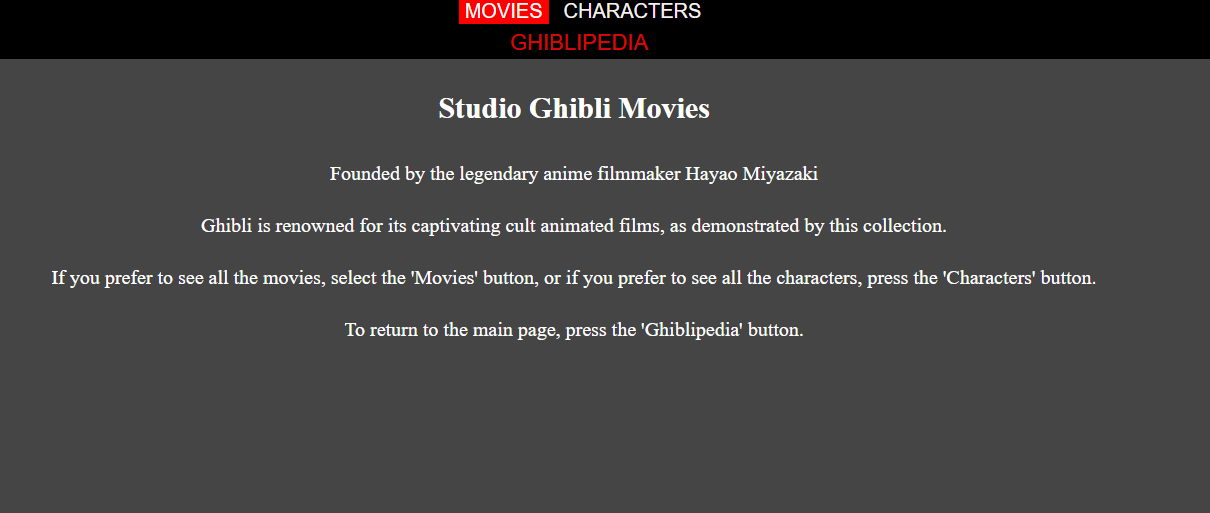 MOVIES CHARACTERS
GHIBLIPEDIA
Studio Ghibli Movies
Founded by the legendary anime filmmaker Hayao Miyazaki
Ghibli is renowned for its captivating cult animated films, as demonstrated by this collection.
If you prefer to see all the movies, select the 'Movies' button, or if you prefer to see all the characters, press the 'Characters' button.
To return to the main page, press the 'Ghiblipedia' button.